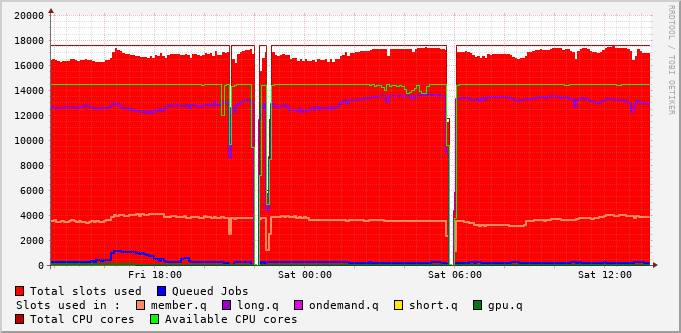 20000
18000
16000
14000
12000
10000
8000
6000
4000
2000
0
Fri 18:00 Sat 00:00 Sat 06:00 Sat 12:00
RRDTOOL / TOBI OETIKER
Total slots used Queued Jobs
Slots used in : member.q long.q ondemand.q short.q gpu.q
Total CPU cores Available CPU cores